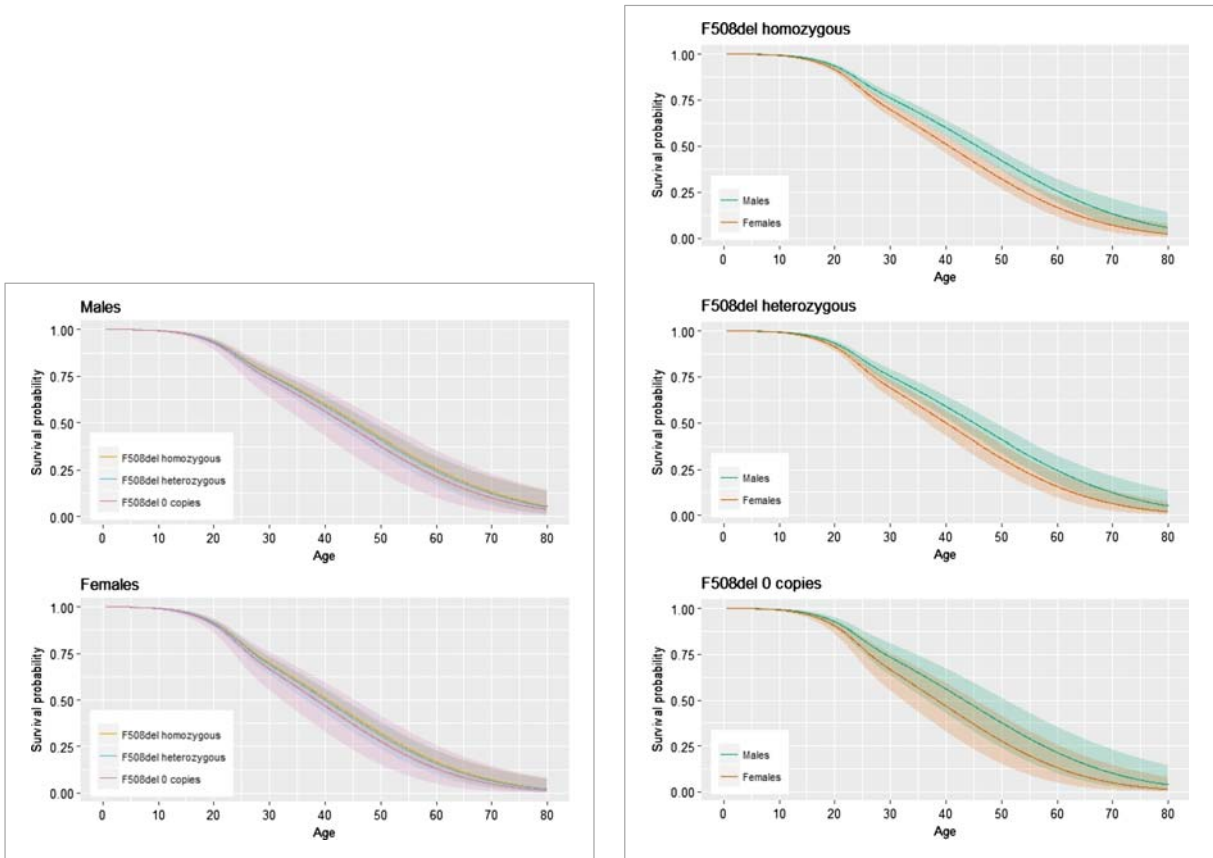 Males
1.00
0.75
0.50
0.25
0.00
Survival probability
F508del homozygous
F508del heterozygous
F508del 0 copies
0 10 20 30 40 50 60 70 80
Age
Females
1.00
0.75
0.50
0.25
0.00
Survival probability
F508del homozygous
F508del heterozygous
F508del 0 copies
0 10 20 30 40 50 60 70 80
Age
F508del homozygous
1.00
0.75
0.50
0.25
0.00
Survival probability
Males
Females
0 10 20 30 40 50 60 70 80
Age
F508del heterozygous
1.00
0.75
0.50
0.25
0.00
Survival probability
Males
Females
0 10 20 30 40 50 60 70 80
Age
F508del 0 copies
1.00
0.75
0.50
0.25
0.00
Survival probability
Males
Females
0 10 20 30 40 50 60 70 80
Age